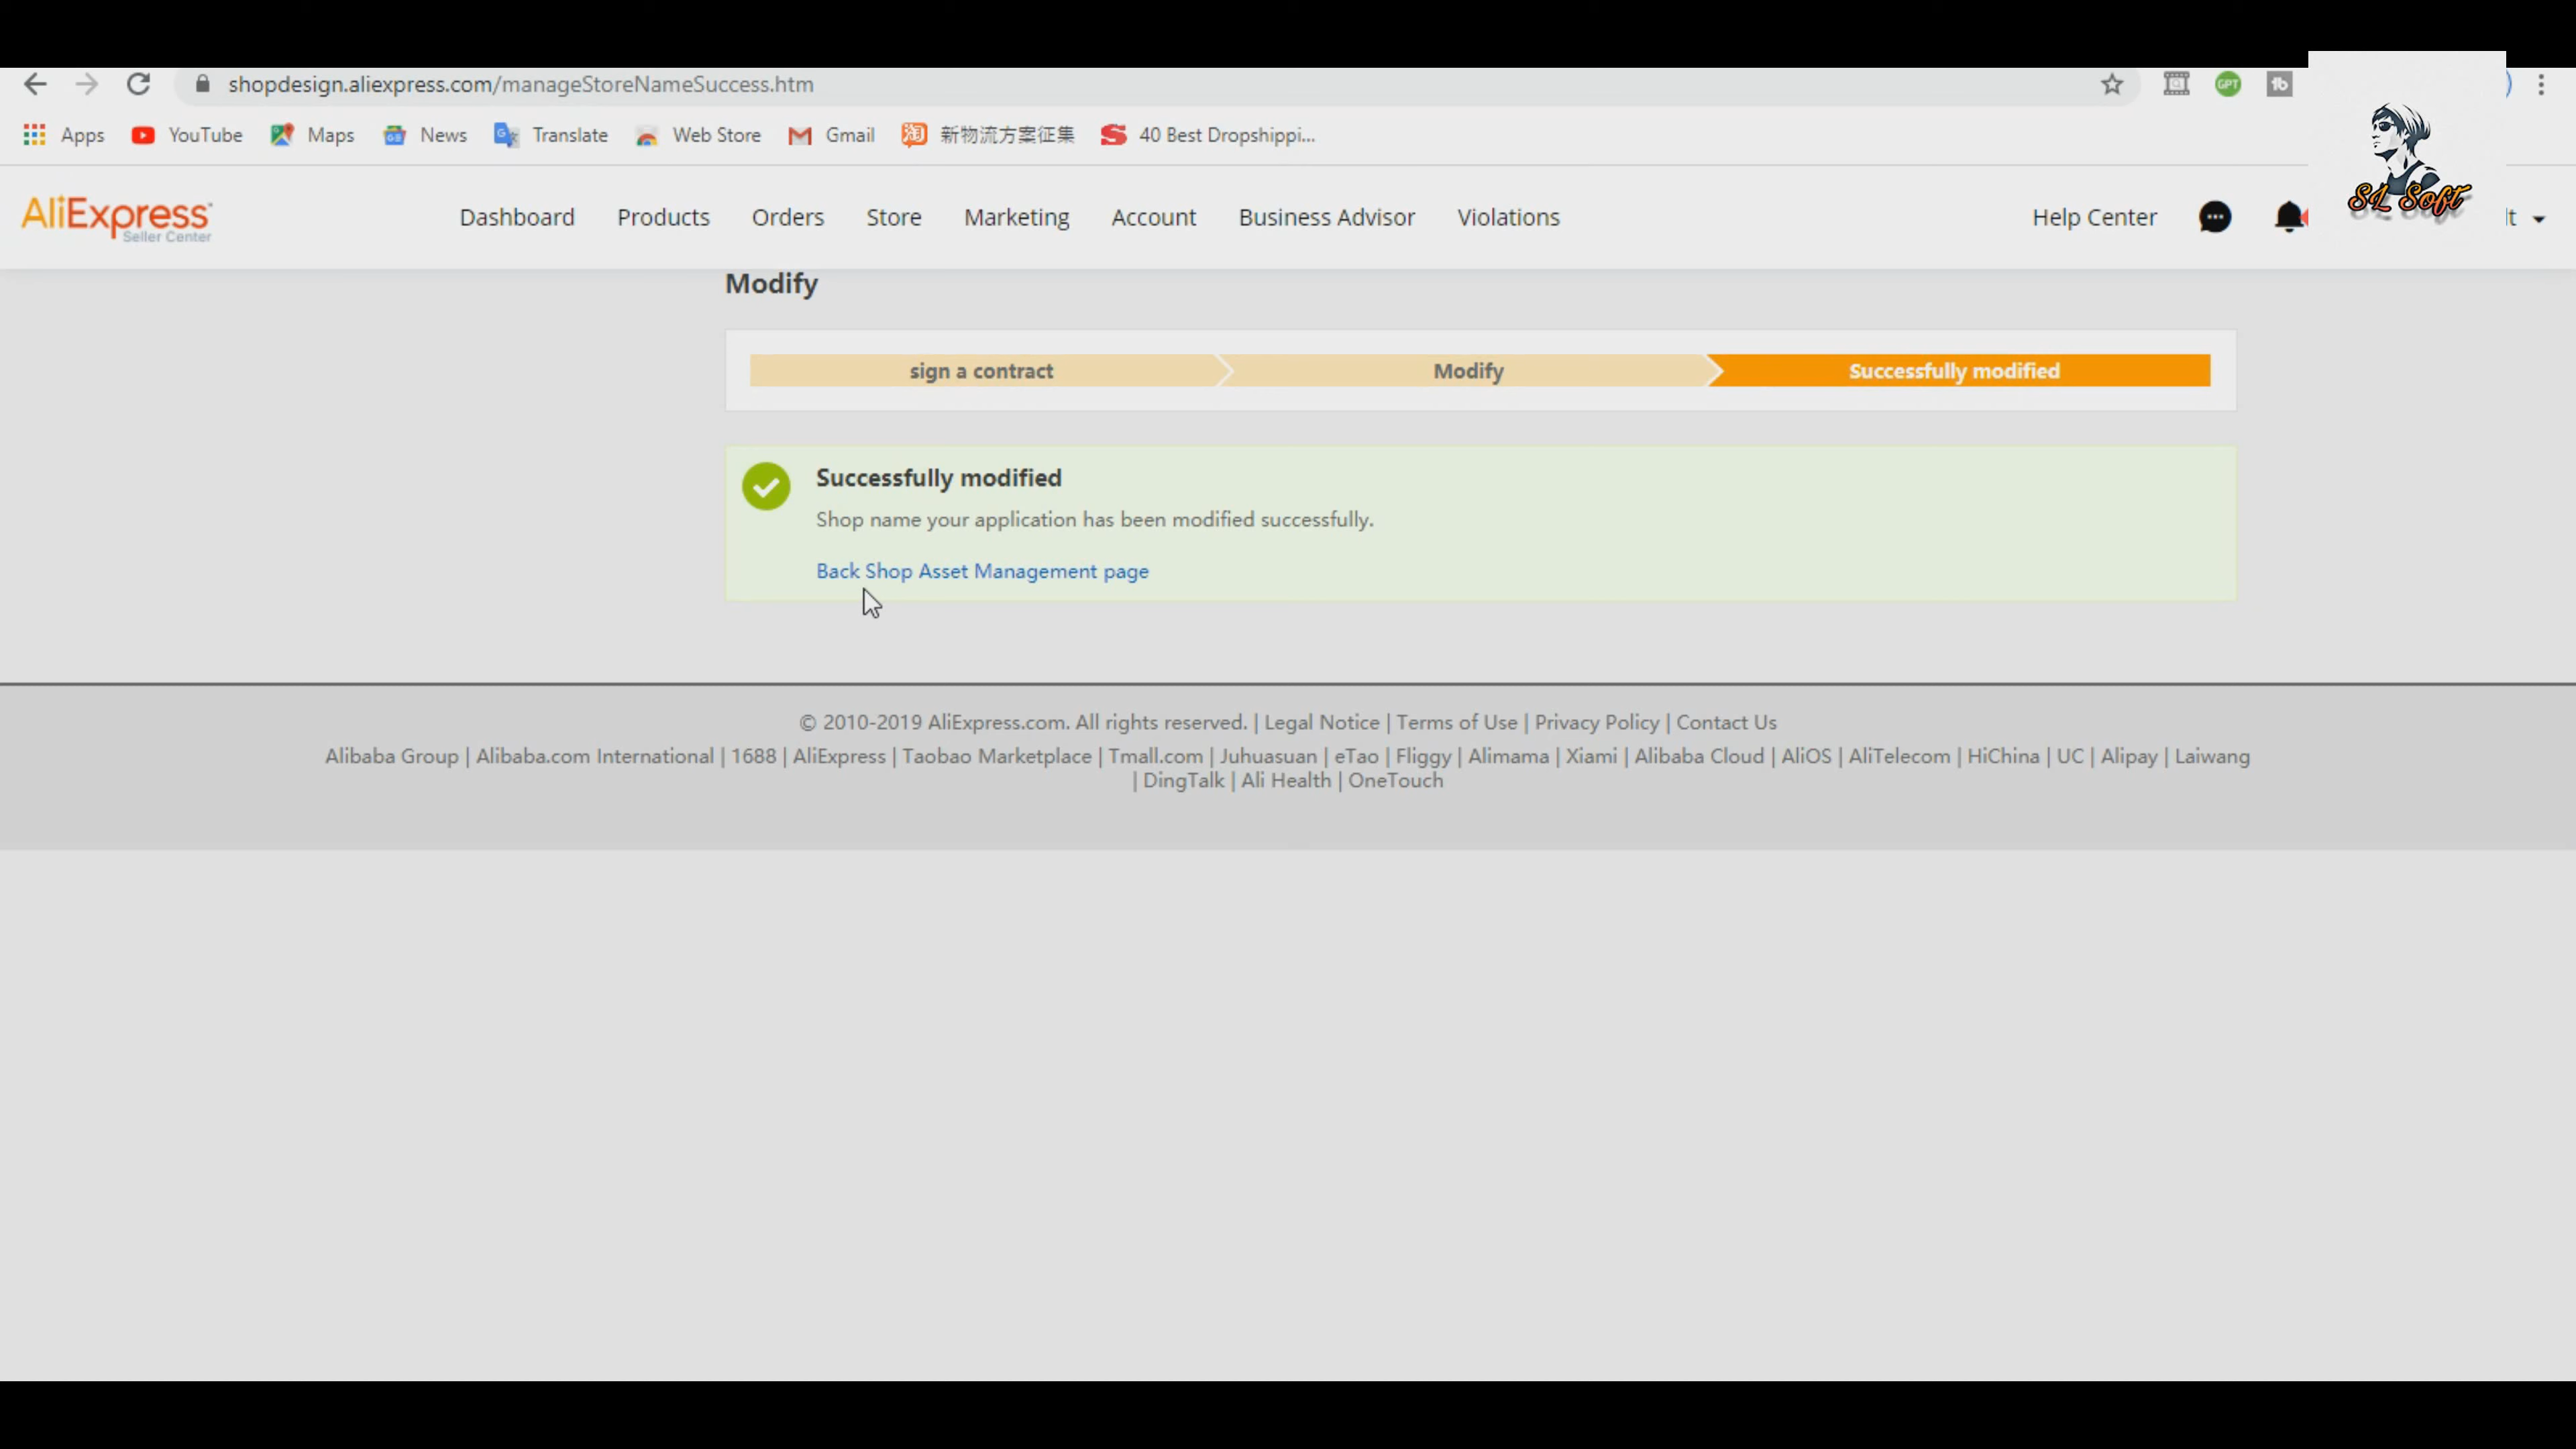 shopdesign.aliexpress.com/manageStoreNameSuccess.htm
GPT
Apps YouTube Maps News Translate Web Store Gmail 新物流方案征集 40 Best Dropshippi...
AliExpress
Seller Center
Dashboard Products Orders Store Marketing Account Business Advisor Violations Help Center
SL Soft
Modify
sign a contract Modify Successfully modified
Successfully modified
Shop name your application has been modified successfully.
Back Shop Asset Management page
© 2010-2019 AliExpress.com. All rights reserved. | Legal Notice | Terms of Use | Privacy Policy | Contact Us
Alibaba Group | Alibaba.com International | 1688 | AliExpress | Taobao Marketplace | Tmall.com | Juhuasuan | eTao | Fliggy | Alimama | Xiami | Alibaba Cloud | AliOS | AliTelecom | HiChina | UC | Alipay | Laiwang
| DingTalk | Ali Health | OneTouch